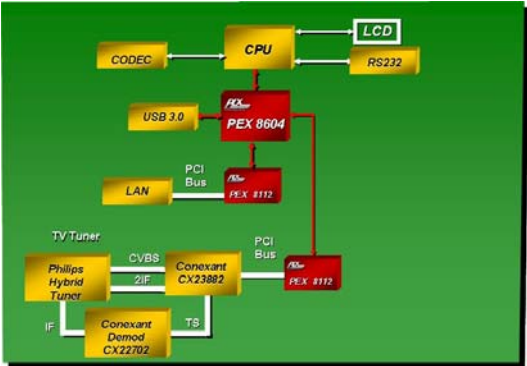 LCD
CPU
CODEC
RS232
PLX
USB 3.0
PEX 8604
PCI
Bus
PLX
LAN
PEX 8112
TV Tuner
PCI
Bus
CVBS
Conexant
CX23882
PLX
Philips
Hybrid
Tuner
2IF
PEX 8112
IF
Conexant
Demod
CX22702
TS